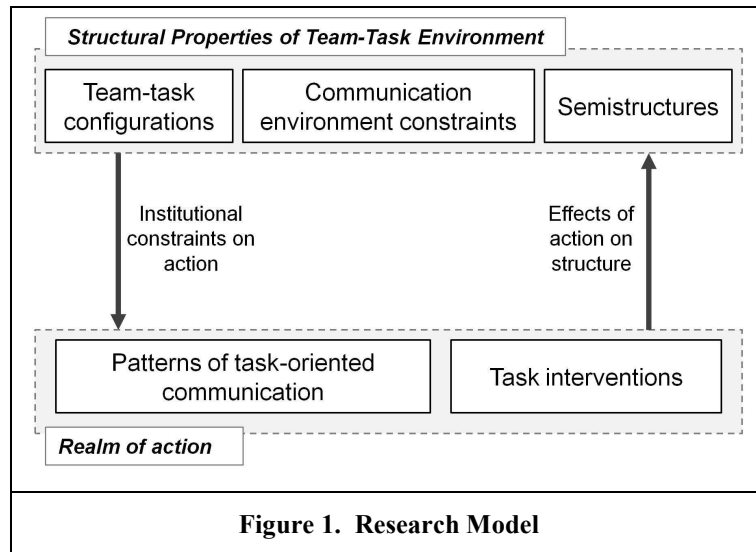 Structural Properties of Team-Task Environment
Team-task
configurations
Communication
environment constraints
Semistructures
Institutional
constraints on
action
Effects of
action on
structure
Patterns of task-oriented
communication
Task interventions
Realm of action
Figure 1. Research Model